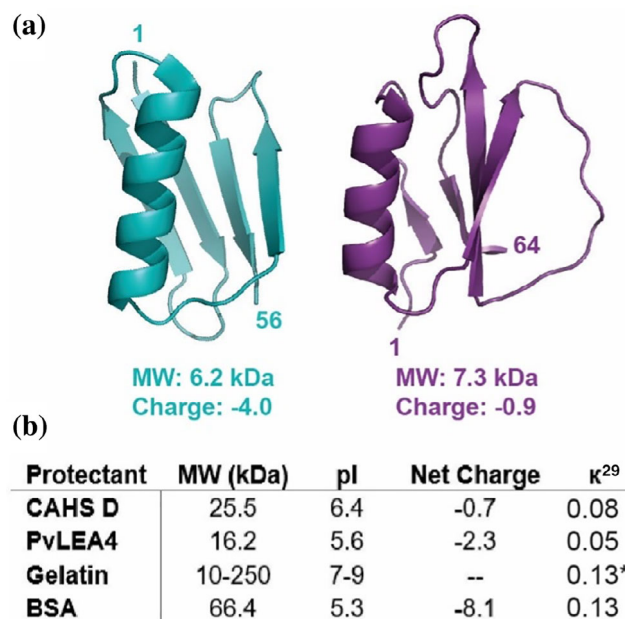 (a)
1
56
MW: 6.2 kDa
Charge: -4.0
64
1
MW: 7.3 kDa
Charge: -0.9
(b)
Protectant MW (kDa) pI Net Charge κ²⁹
CAHS D 25.5 6.4 -0.7 0.08
PvLEA4 16.2 5.6 -2.3 0.05
Gelatin 10-250 7-9 -- 0.13*
BSA 66.4 5.3 -8.1 0.13